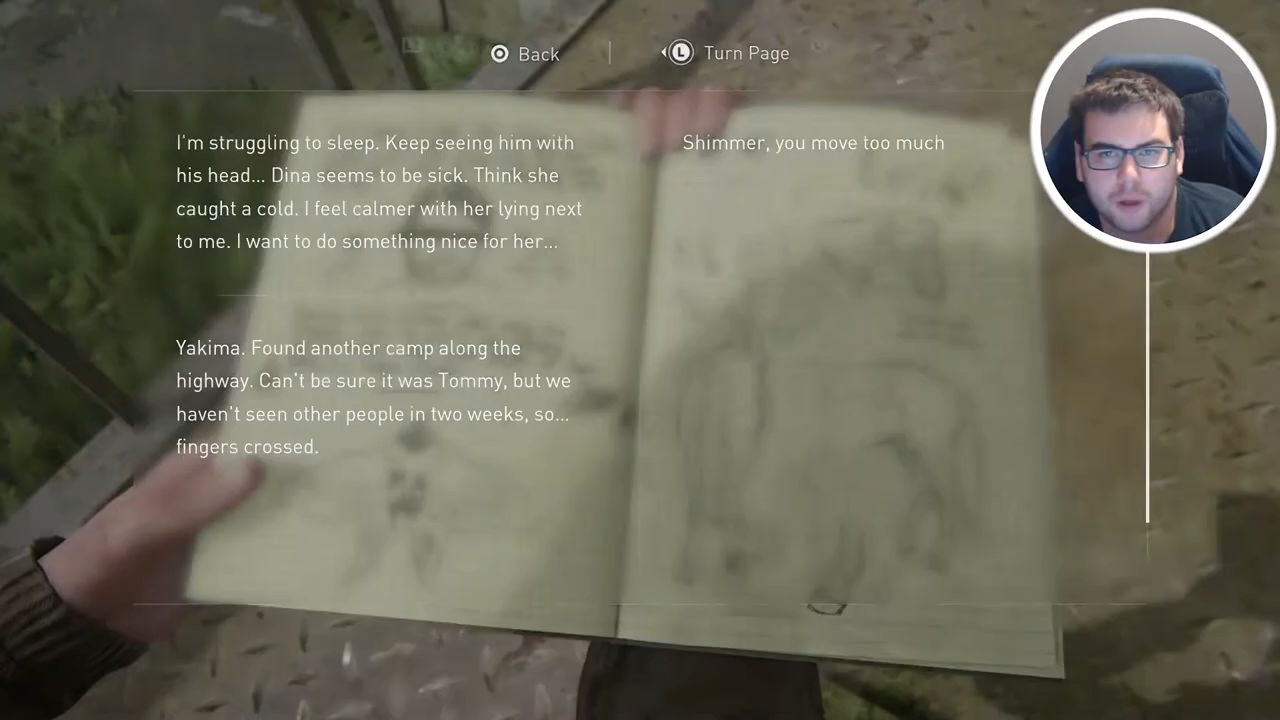 Back
L
Turn Page
I'm struggling to sleep. Keep seeing him with
his head... Dina seems to be sick. Think she
caught a cold. I feel calmer with her lying next
to me. I want to do something nice for her...
Yakima. Found another camp along the
highway. Can't be sure it was Tommy, but we
haven't seen other people in two weeks, so...
fingers crossed.
Shimmer, you move too much